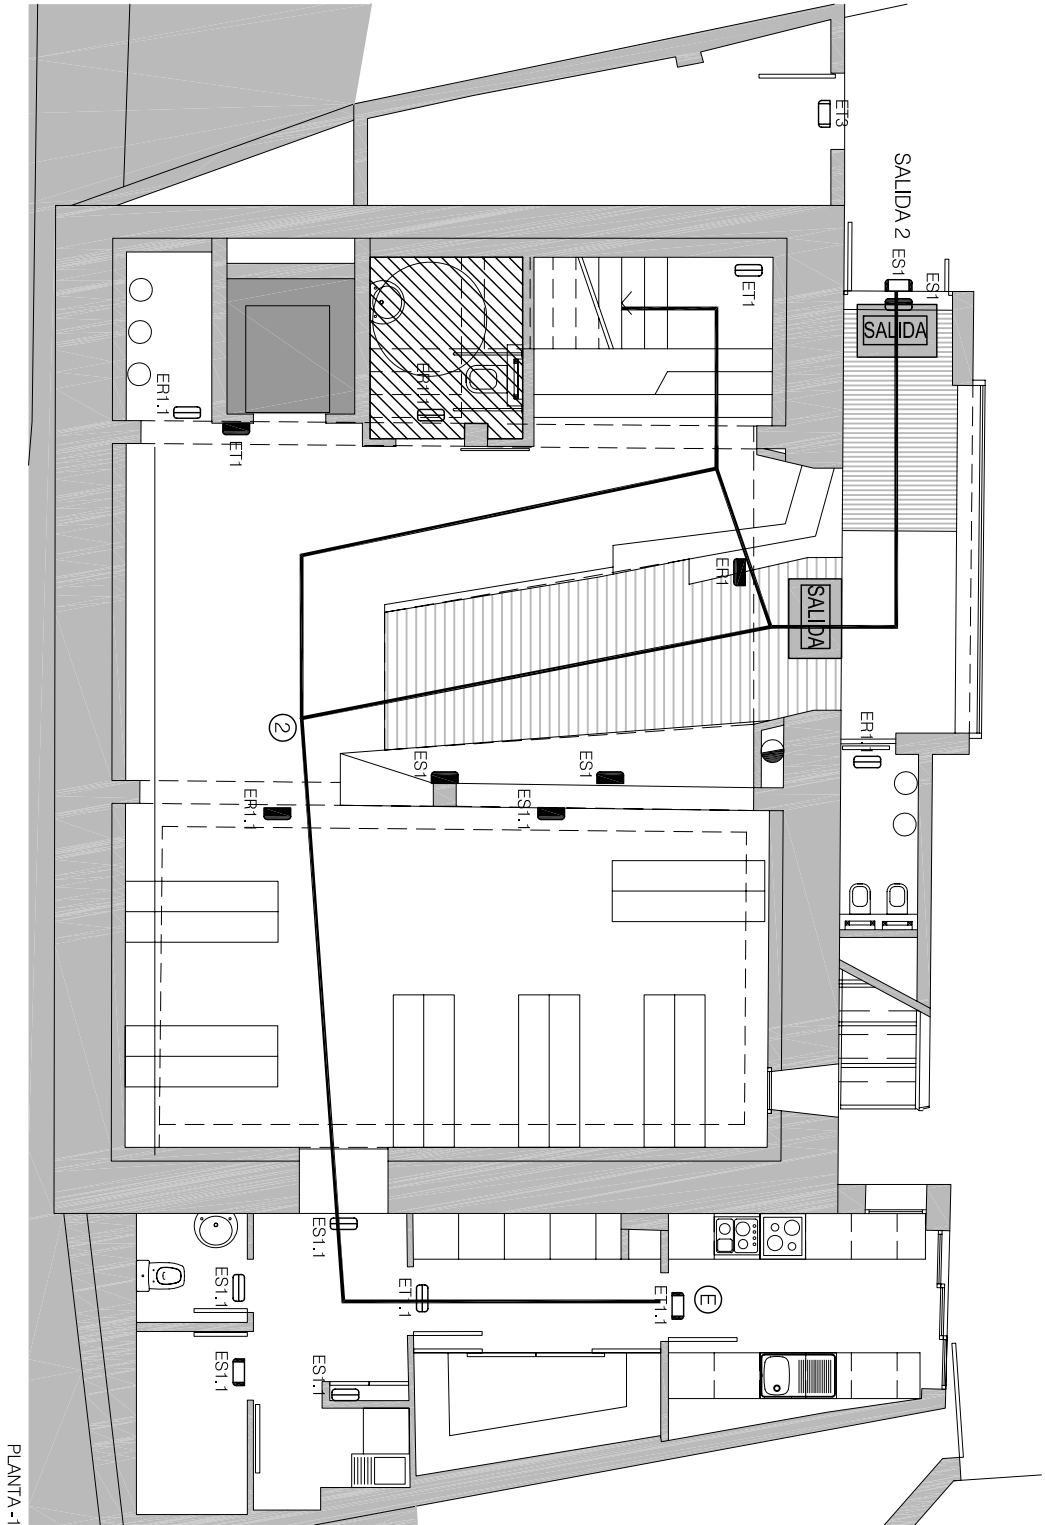 ET3
SALIDA 2
ES1
ES1
SALIDA
ET1
ER1.1
ER1.1
ET1
ER1
SALIDA
2
ER1.1
ES1
ES1
ER1.1
ES1.1
ES1.1
ET1.1
ET1.1
E
ES1.1
ES1.1
ES1.1
PLANTA -1